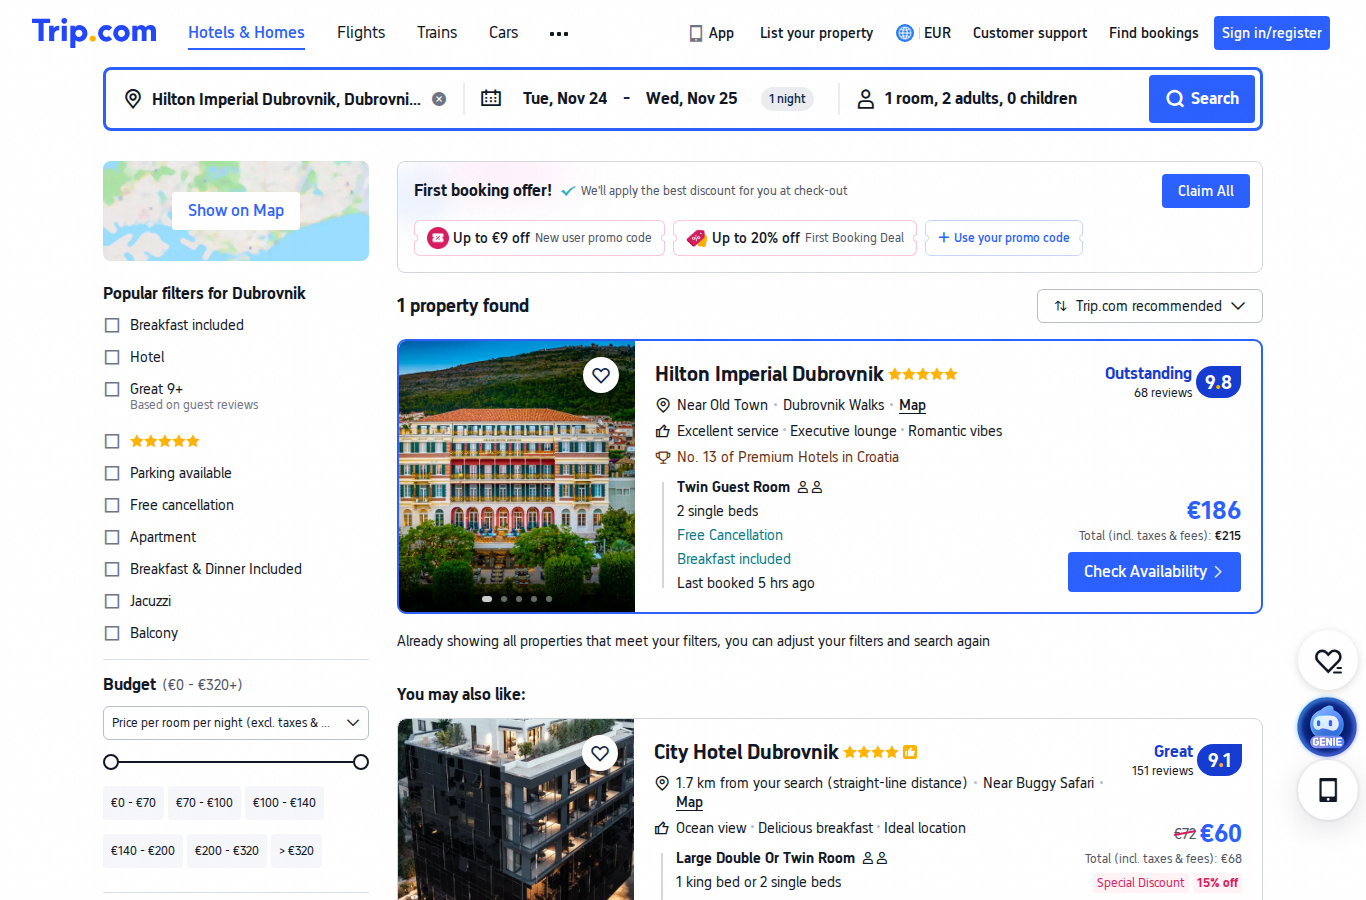 Trip.com
Hotels & Homes
Flights
Trains
Cars
App
List your property
EUR
Customer support
Find bookings
Sign in/register
Hilton Imperial Dubrovnik, Dubrovni...
Tue, Nov 24 - Wed, Nov 25
1 night
1 room, 2 adults, 0 children
Search
Show on Map
Popular filters for Dubrovnik
Breakfast included
Hotel
Great 9+
Based on guest reviews
Parking available
Free cancellation
Apartment
Breakfast & Dinner Included
Jacuzzi
Balcony
Budget (€0 - €320+)
Price per room per night (excl. taxes & ...
€0 - €70
€70 - €100
€100 - €140
€140 - €200
€200 - €320
> €320
First booking offer!
We'll apply the best discount for you at check-out
Claim All
Up to €9 off New user promo code
Up to 20% off First Booking Deal
+ Use your promo code
1 property found
Trip.com recommended
Hilton Imperial Dubrovnik
Outstanding
68 reviews
9.8
Near Old Town · Dubrovnik Walks · Map
Excellent service · Executive lounge · Romantic vibes
No. 13 of Premium Hotels in Croatia
Twin Guest Room
2 single beds
Free Cancellation
Breakfast included
Last booked 5 hrs ago
€186
Total (incl. taxes & fees): €215
Check Availability
Already showing all properties that meet your filters, you can adjust your filters and search again
You may also like:
City Hotel Dubrovnik
Great
151 reviews
9.1
1.7 km from your search (straight-line distance) · Near Buggy Safari ·
Map
Ocean view · Delicious breakfast · Ideal location
Large Double Or Twin Room
1 king bed or 2 single beds
€72 €60
Total (incl. taxes & fees): €68
Special Discount 15% off
GENIE